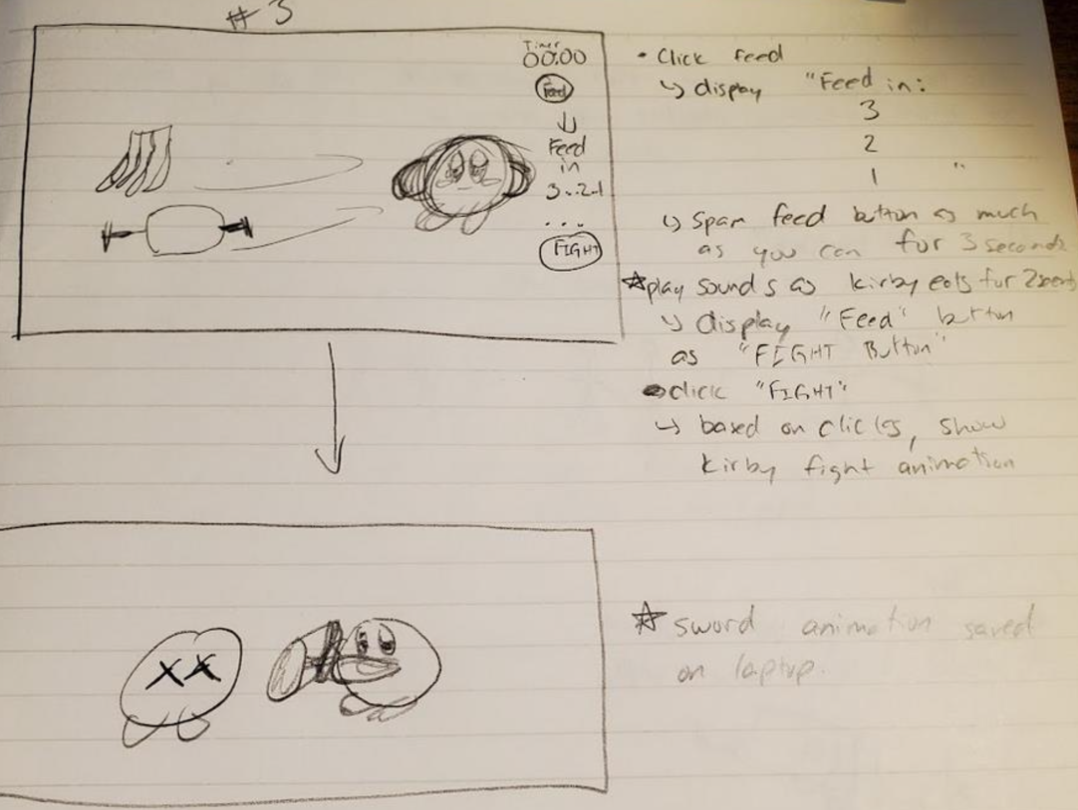 # 3
Timer
00:00
Feed
Feed
in
3..2..1
...
FIGHT
• Click feed
↳ display "Feed in:
3
2
1 "
↳ Spam feed button as much
as you can for 3 seconds
☆play sounds as kirby eats for
↳ display "Feed" button
as "FIGHT Button"
• click "FIGHT"
↳ based on clicks, show
kirby fight animation
XX
☆ sword animation saved
on laptop.